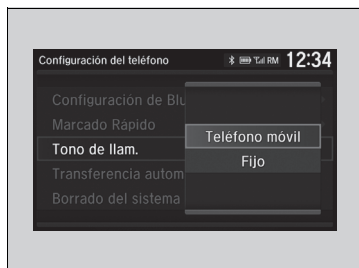 Configuración del teléfono RM 12:34
Configuración de Blu
Marcado Rápido
Teléfono móvil
Tono de llam.
Fijo
Transferencia autom
Borrado del sistema